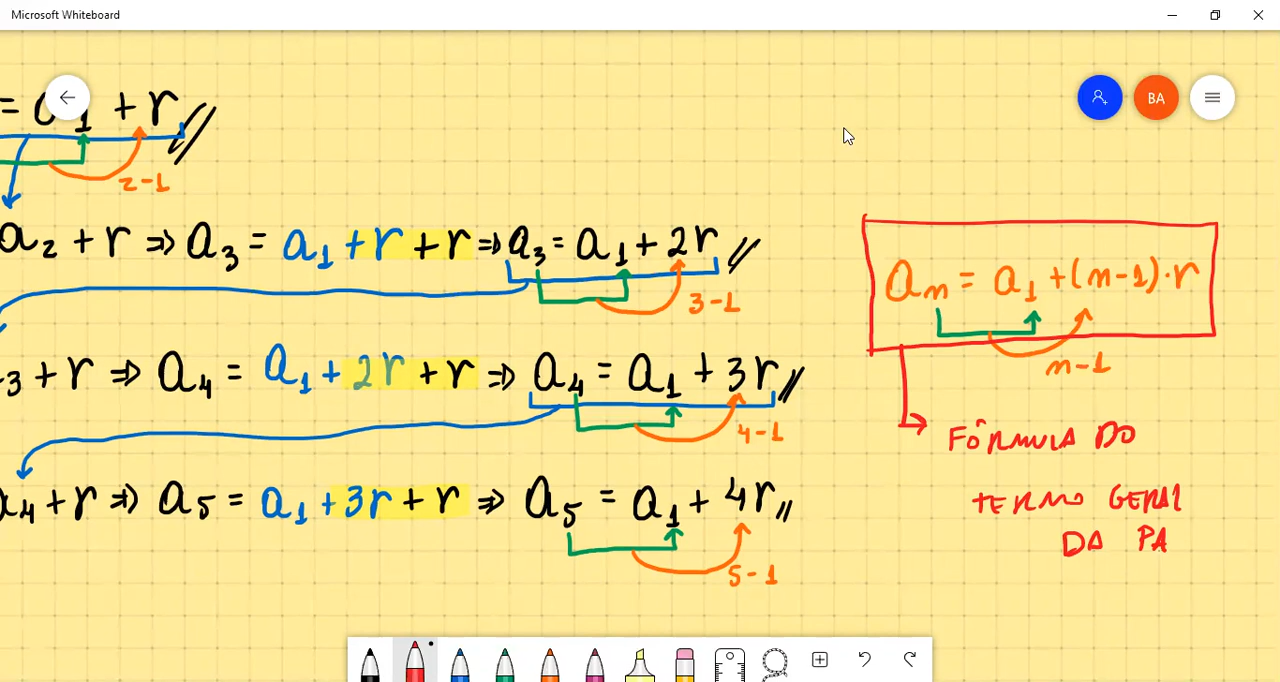 Microsoft Whiteboard
BA
= a₁ + r //
2-1
a₂ + r ⇒ a₃ = a₁ + r + r ⇒ a₃ = a₁ + 2r //
3-1
₃ + r ⇒ a₄ = a₁ + 2r + r ⇒ a₄ = a₁ + 3r //
4-1
a₄ + r ⇒ a₅ = a₁ + 3r + r ⇒ a₅ = a₁ + 4r //
5-1
aₙ = a₁ + (n-1)·r
n-1
FÓRMULA DO
TERMO GERAL
DA PA